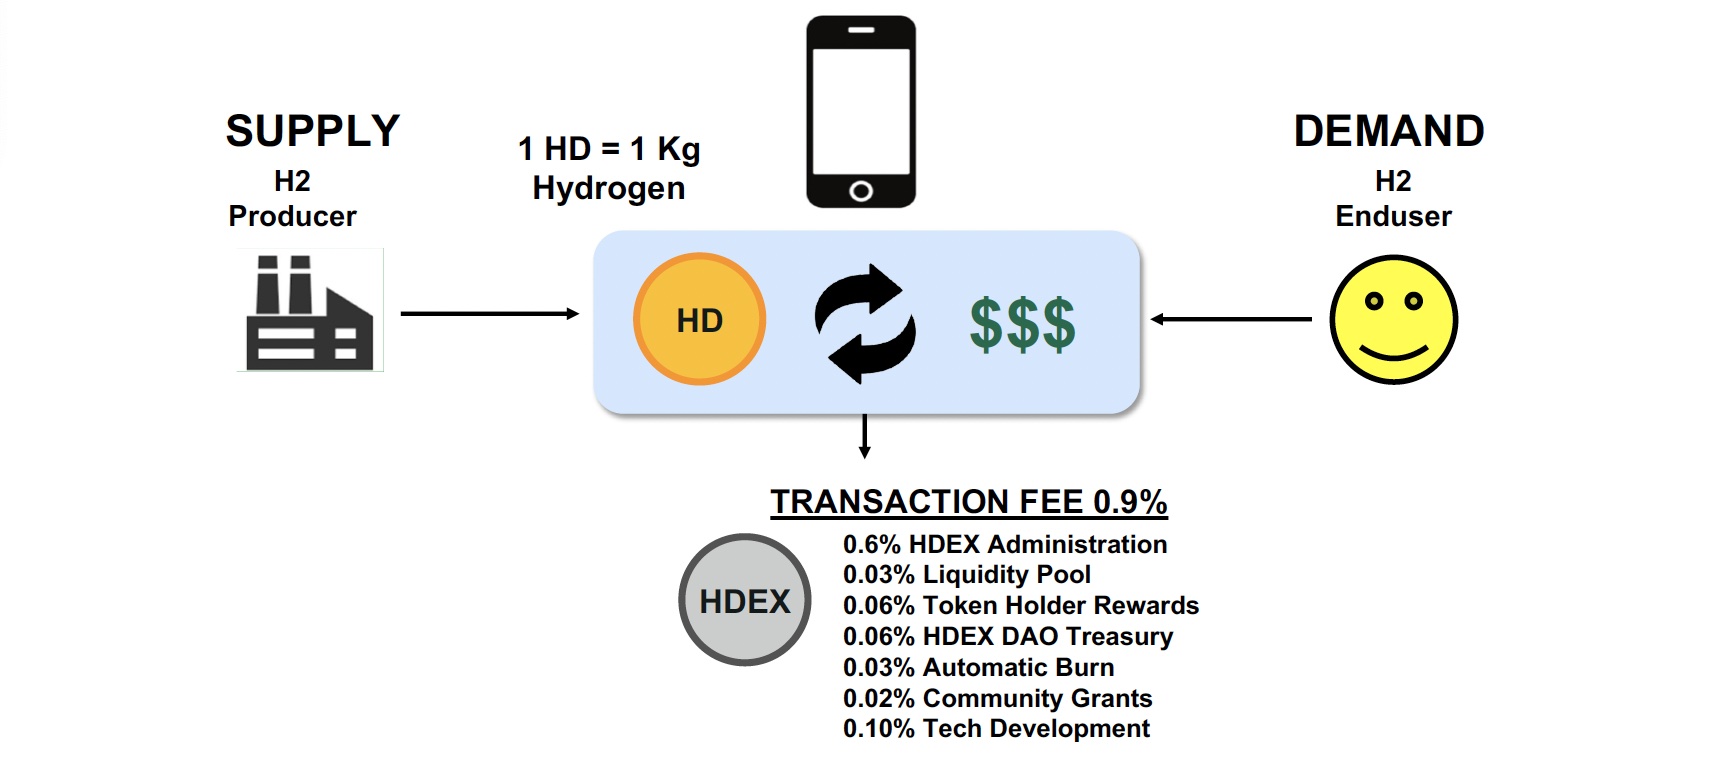 SUPPLY
H2
Producer
1 HD = 1 Kg
Hydrogen
DEMAND
H2
Enduser
HD
$$$
TRANSACTION FEE 0.9%
HDEX
0.6% HDEX Administration
0.03% Liquidity Pool
0.06% Token Holder Rewards
0.06% HDEX DAO Treasury
0.03% Automatic Burn
0.02% Community Grants
0.10% Tech Development